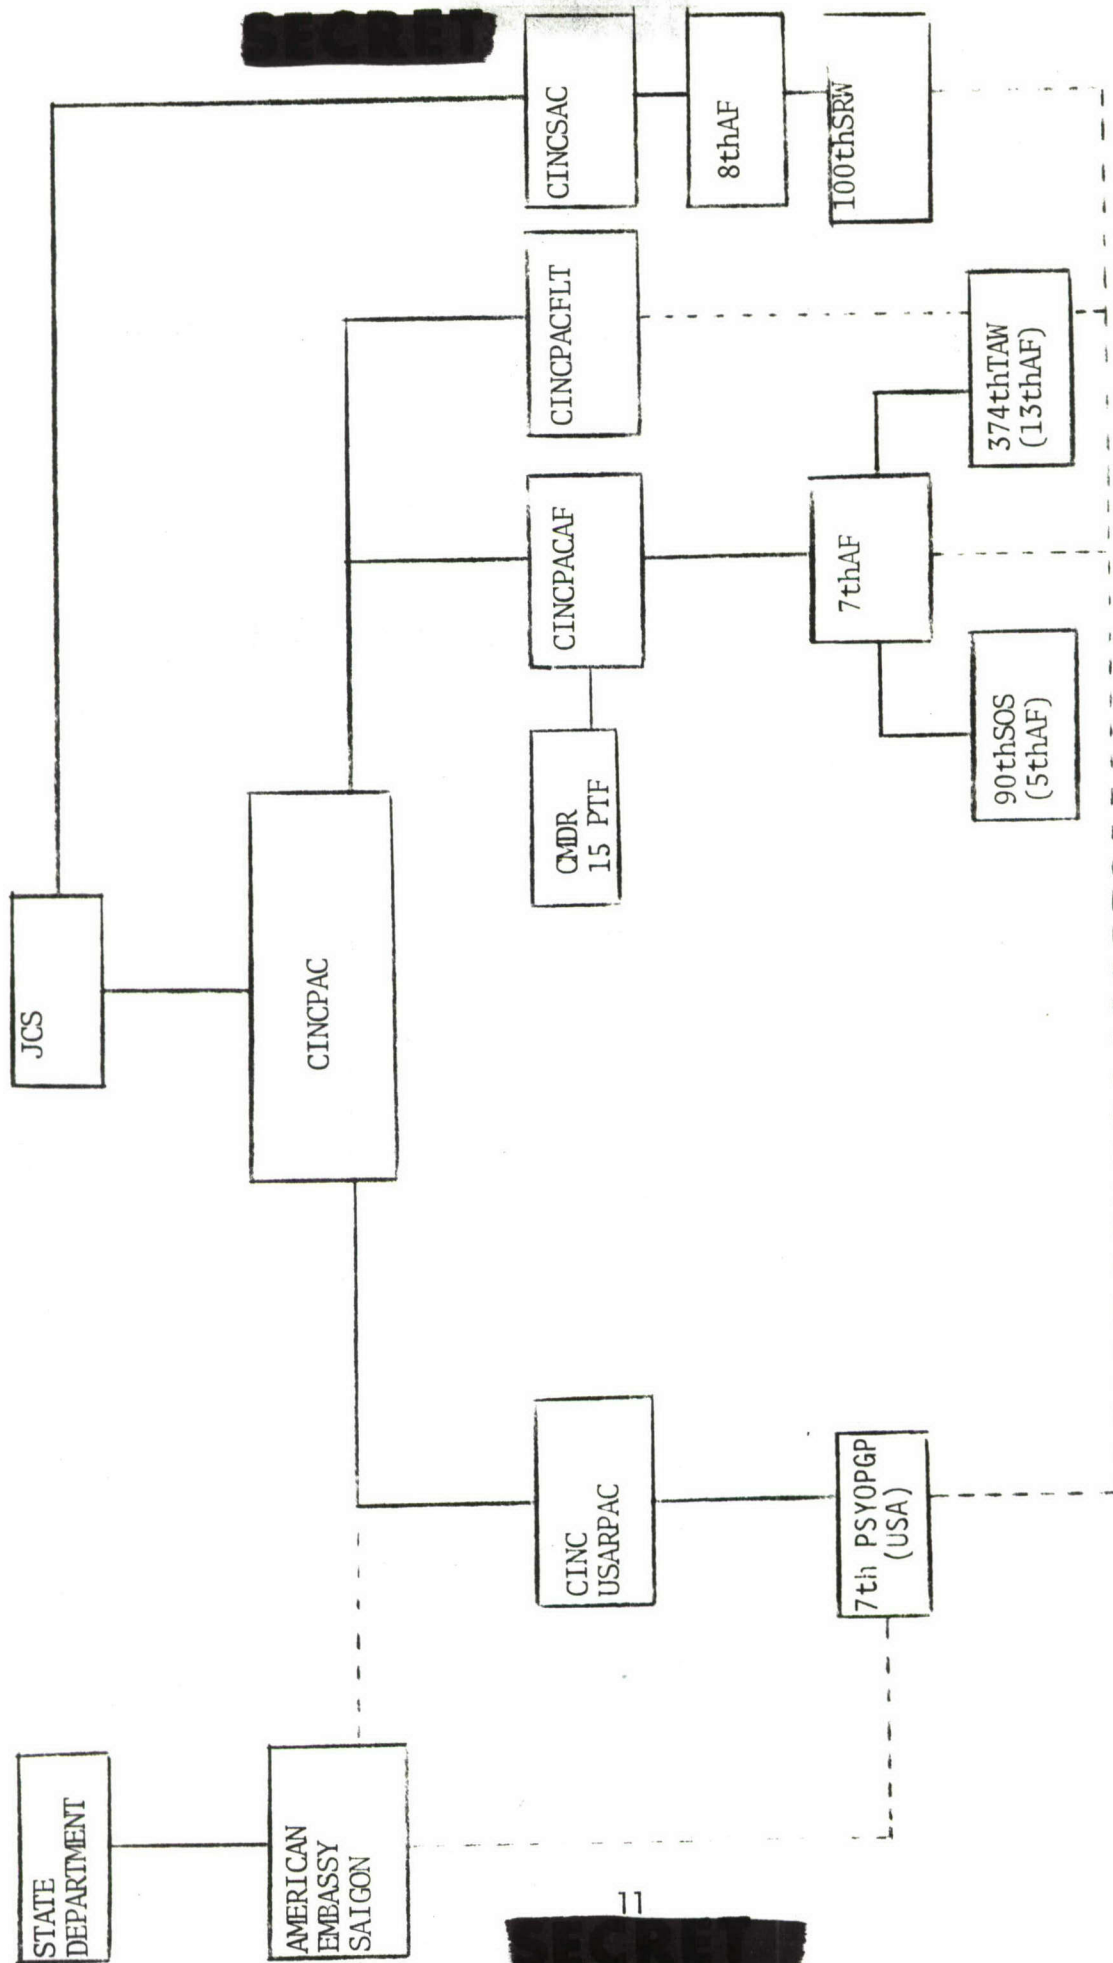 SECRET
STATE
DEPARTMENT
JCS
AMERICAN
EMBASSY
SAIGON
CINCPAC
CINC
USARPAC
CMDR
15 PTF
CINCPACAF
CINCPACFLT
CINCSAC
8thAF
7th PSYOPGP
(USA)
7thAF
100thSRW
90thSOS
(5thAF)
374thTAW
(13thAF)
11
SECRET